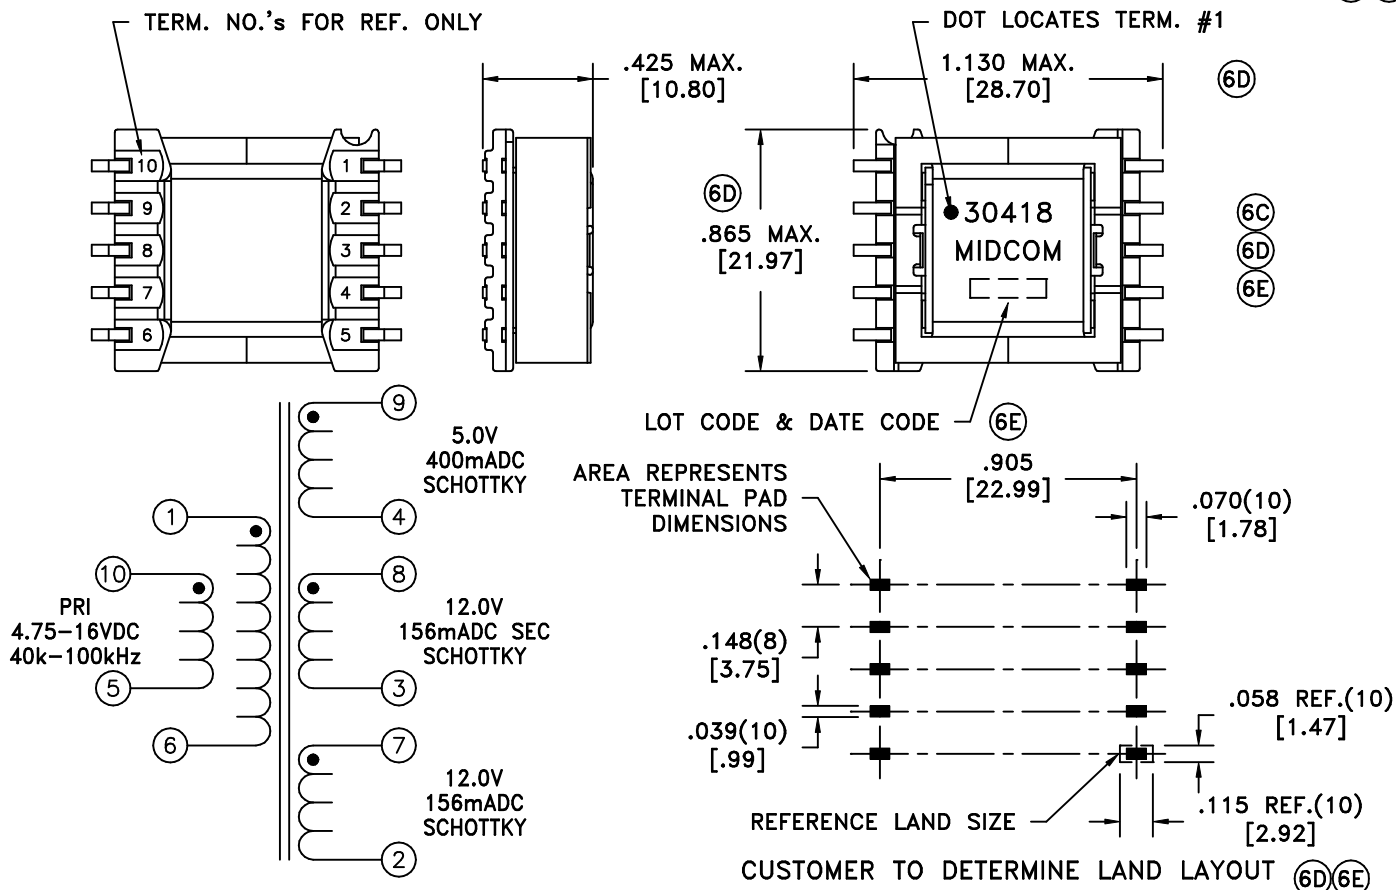 TERM. NO.'s FOR REF. ONLY
DOT LOCATES TERM. #1
.425 MAX.
[10.80]
1.130 MAX.
[28.70]
6D
10
9
8
7
6
1
2
3
4
5
6D
.865 MAX.
[21.97]
30418
MIDCOM
6C
6D
6E
LOT CODE & DATE CODE
6E
9
5.0V
400mADC
SCHOTTKY
4
1
10
PRI
4.75-16VDC
40k-100kHz
5
6
8
12.0V
156mADC SEC
SCHOTTKY
3
7
12.0V
156mADC
SCHOTTKY
2
AREA REPRESENTS
TERMINAL PAD
DIMENSIONS
.905
[22.99]
.070(10)
[1.78]
.148(8)
[3.75]
.039(10)
[.99]
.058 REF.(10)
[1.47]
.115 REF.(10)
[2.92]
REFERENCE LAND SIZE
CUSTOMER TO DETERMINE LAND LAYOUT
6D 6E